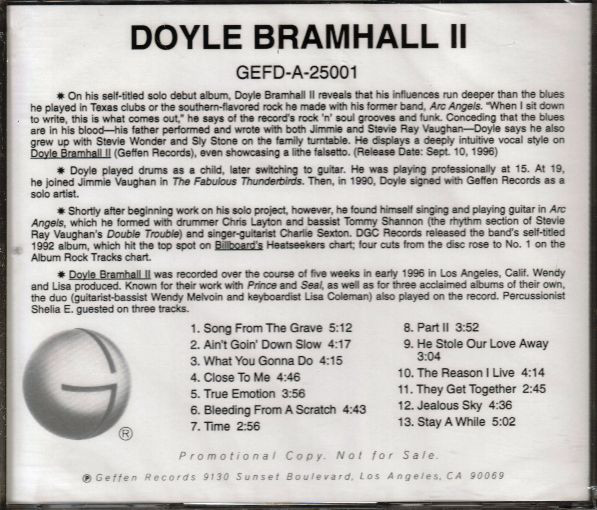 DOYLE BRAMHALL II
GEFD-A-25001
✷ On his self-titled solo debut album, Doyle Bramhall II reveals that his influences run deeper than the blues
he played in Texas clubs or the southern-flavored rock he made with his former band, Arc Angels. "When I sit down
to write, this is what comes out," he says of the record's rock 'n' soul grooves and funk. Conceding that the blues
are in his blood—his father performed and wrote with both Jimmie and Stevie Ray Vaughan—Doyle says he also
grew up with Stevie Wonder and Sly Stone on the family turntable. He displays a deeply intuitive vocal style on
Doyle Bramhall II (Geffen Records), even showcasing a lithe falsetto. (Release Date: Sept. 10, 1996)
✷ Doyle played drums as a child, later switching to guitar. He was playing professionally at 15. At 19,
he joined Jimmie Vaughan in The Fabulous Thunderbirds. Then, in 1990, Doyle signed with Geffen Records as a
solo artist.
✷ Shortly after beginning work on his solo project, however, he found himself singing and playing guitar in Arc
Angels, which he formed with drummer Chris Layton and bassist Tommy Shannon (the rhythm section of Stevie
Ray Vaughan's Double Trouble) and singer-guitarist Charlie Sexton. DGC Records released the band's self-titled
1992 album, which hit the top spot on Billboard's Heatseekers chart; four cuts from the disc rose to No. 1 on the
Album Rock Tracks chart.
✷ Doyle Bramhall II was recorded over the course of five weeks in early 1996 in Los Angeles, Calif. Wendy
and Lisa produced. Known for their work with Prince and Seal, as well as for three acclaimed albums of their own,
the duo (guitarist-bassist Wendy Melvoin and keyboardist Lisa Coleman) also played on the record. Percussionist
Shelia E. guested on three tracks.
1. Song From The Grave 5:12
2. Ain't Goin' Down Slow 4:17
3. What You Gonna Do 4:15
4. Close To Me 4:46
5. True Emotion 3:56
6. Bleeding From A Scratch 4:43
7. Time 2:56
8. Part II 3:52
9. He Stole Our Love Away
3:04
10. The Reason I Live 4:14
11. They Get Together 2:45
12. Jealous Sky 4:36
13. Stay A While 5:02
G
®
Promotional Copy. Not for Sale.
℗ Geffen Records 9130 Sunset Boulevard, Los Angeles, CA 90069